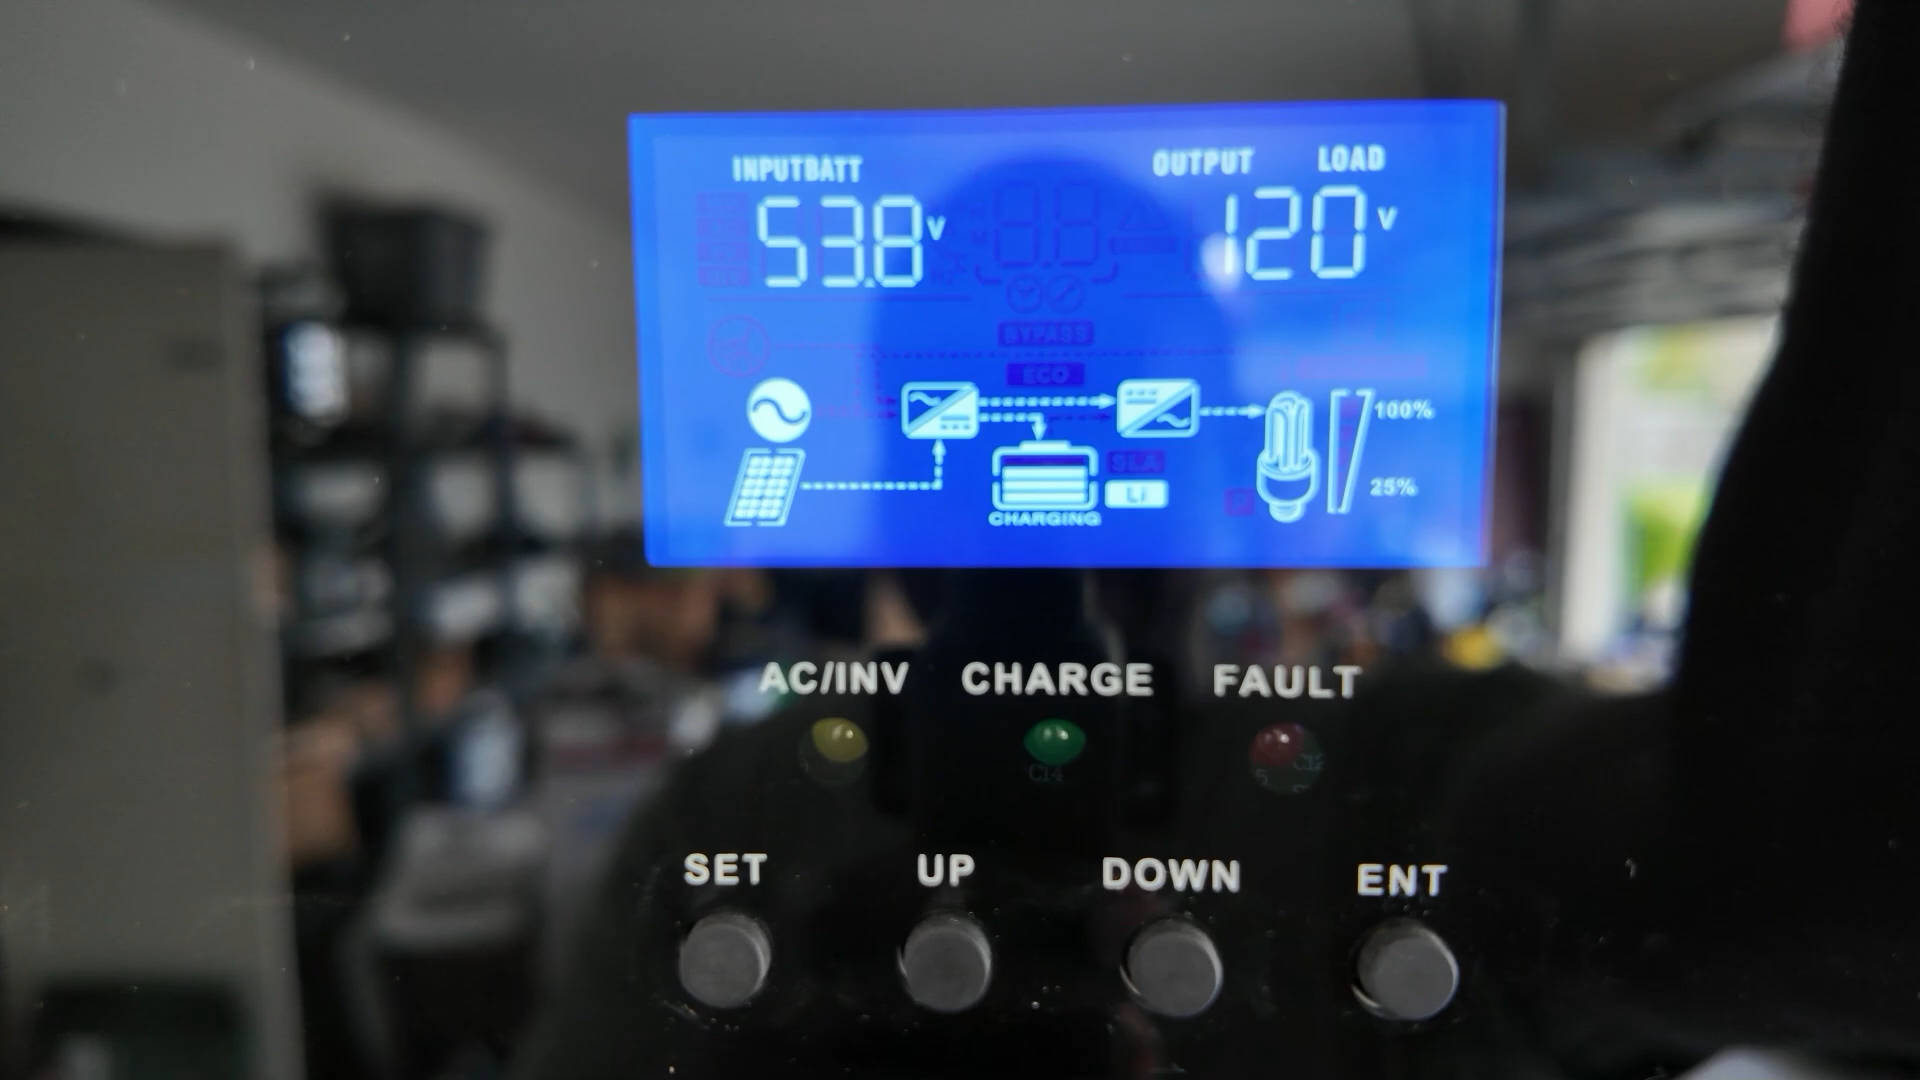 INPUTBATT OUTPUT LOAD
53.8V 120V
BYPASS
ECO
100%
SLA
Li
25%
CHARGING
AC/INV CHARGE FAULT
C14
SET UP DOWN ENT